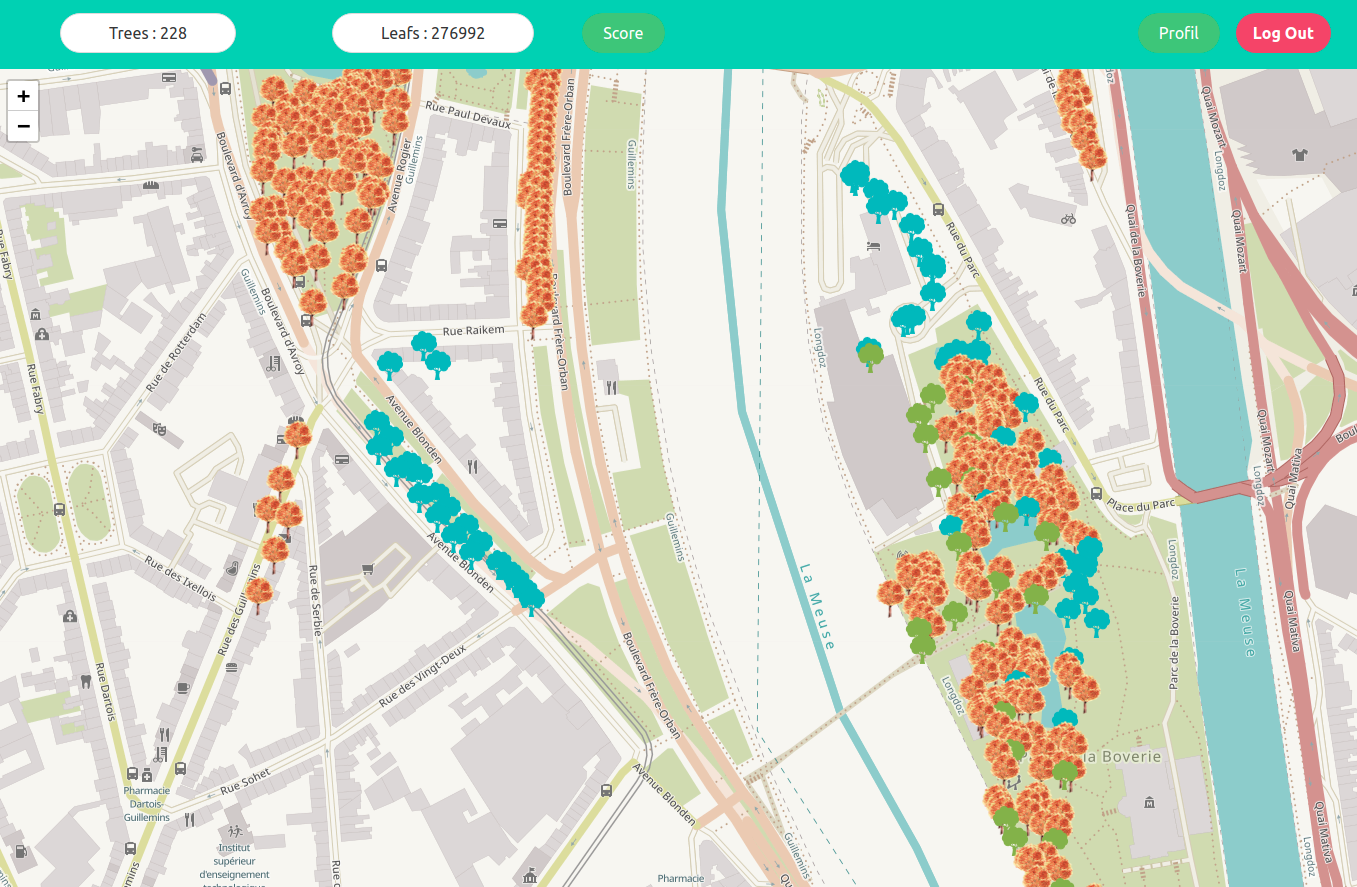 Trees : 228
Leafs : 276992
Score
Profil
Log Out
+
−
Rue Paul Devaux
Boulevard Frère-Orban
Guillemins
Avenue Rogier
Guillemins
Boulevard d'Avroy
Guillemins
Boulevard d'Avroy
Rue Fabry
Rue Fabry
Rue de Rotterdam
Rue Raikem
Boulevard Frère-Orban
Avenue Blonden
Avenue Blonden
Rue des Ixellois
Rue de Serbie
Rue des Guil
Rue des Vingt-Deux
Rue Dartois
Rue Sohet
Pharmacie
Dartois-
Guillemins
Institut
supérieur
d'enseignement
technologique
Guillemins
Boulevard Frère-Orban
Avenue Blonden
Guillemins
Pharmacie
La Meuse
Longdoz
Rue du Parc
Rue du Parc
Place du Parc
Quai de la Boverie
Quai Mozart
Longdoz
Quai Mozart
Quai Mozart
Longdoz
Quai Mativa
Longdoz
Parc de la Boverie
La Meuse
Quai Mativa
Longdoz
la Boverie
Quai Mativa
Longdoz